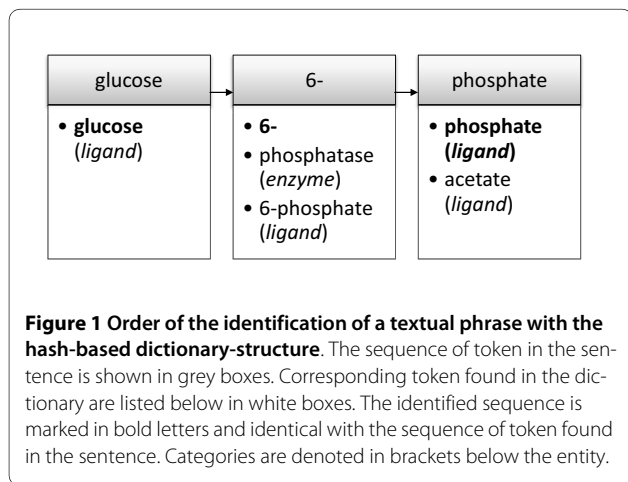 glucose
6-
phosphate
• glucose
(ligand)
• 6-
• phosphatase
(enzyme)
• 6-phosphate
(ligand)
• phosphate
(ligand)
• acetate
(ligand)
Figure 1 Order of the identification of a textual phrase with the
hash-based dictionary-structure. The sequence of token in the sen-
tence is shown in grey boxes. Corresponding token found in the dic-
tionary are listed below in white boxes. The identified sequence is
marked in bold letters and identical with the sequence of token found
in the sentence. Categories are denoted in brackets below the entity.